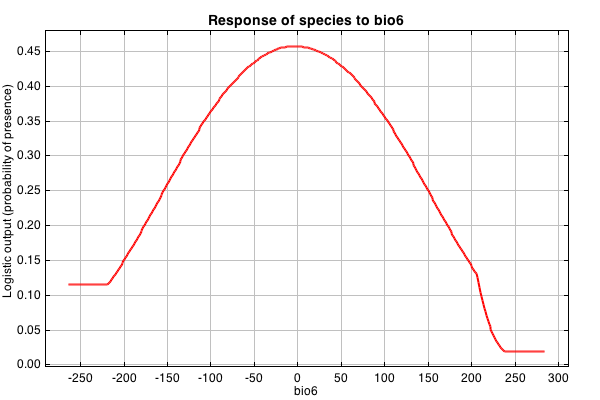 Response of species to bio6
Logistic output (probability of presence)
0.45
0.40
0.35
0.30
0.25
0.20
0.15
0.10
0.05
0.00
-250 -200 -150 -100 -50 0 50 100 150 200 250 300
bio6